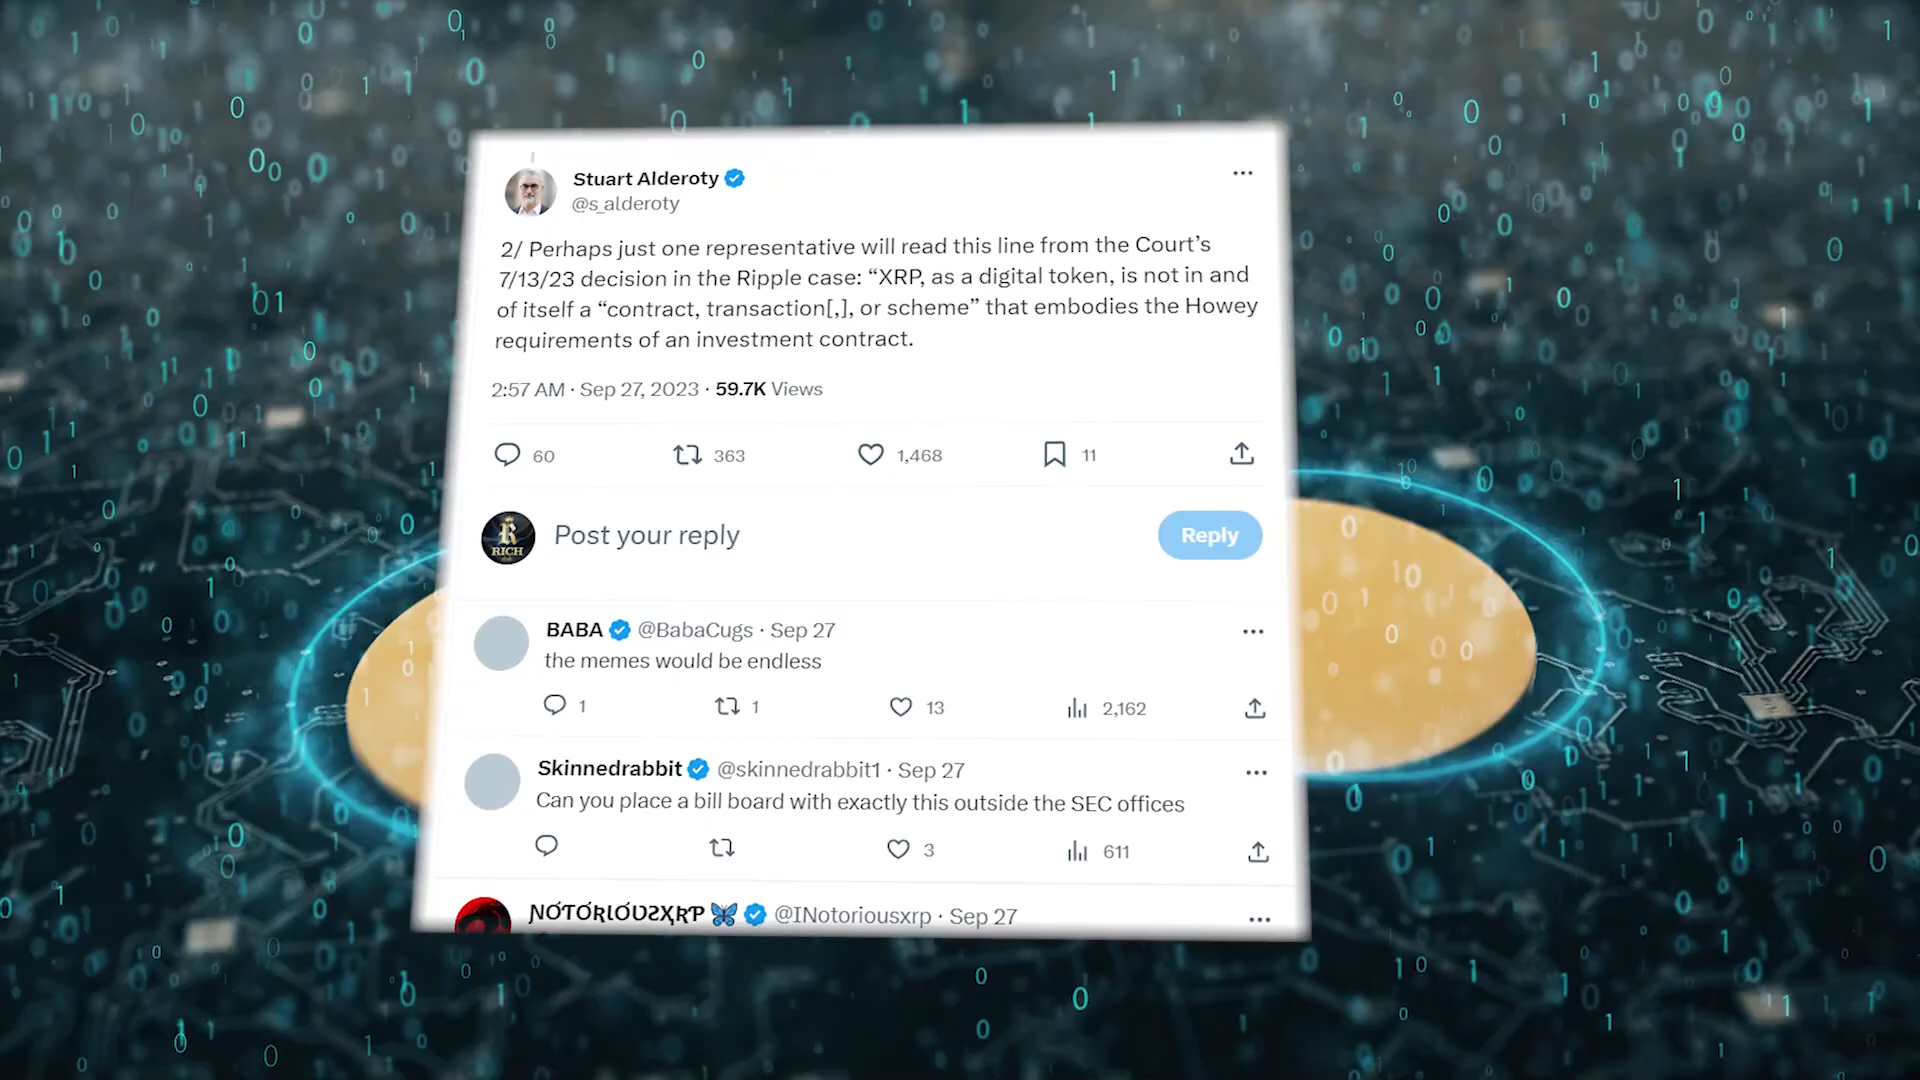 Stuart Alderoty
@s_alderoty
2/ Perhaps just one representative will read this line from the Court’s
7/13/23 decision in the Ripple case: “XRP, as a digital token, is not in and
of itself a “contract, transaction[,], or scheme” that embodies the Howey
requirements of an investment contract.
2:57 AM · Sep 27, 2023 · 59.7K Views
60 363 1,468 11
RICH
Post your reply
Reply
BABA @BabaCugs · Sep 27
the memes would be endless
1 1 13 2,162
Skinnedrabbit @skinnedrabbit1 · Sep 27
Can you place a bill board with exactly this outside the SEC offices
3 611
@INotoriousxrp · Sep 27